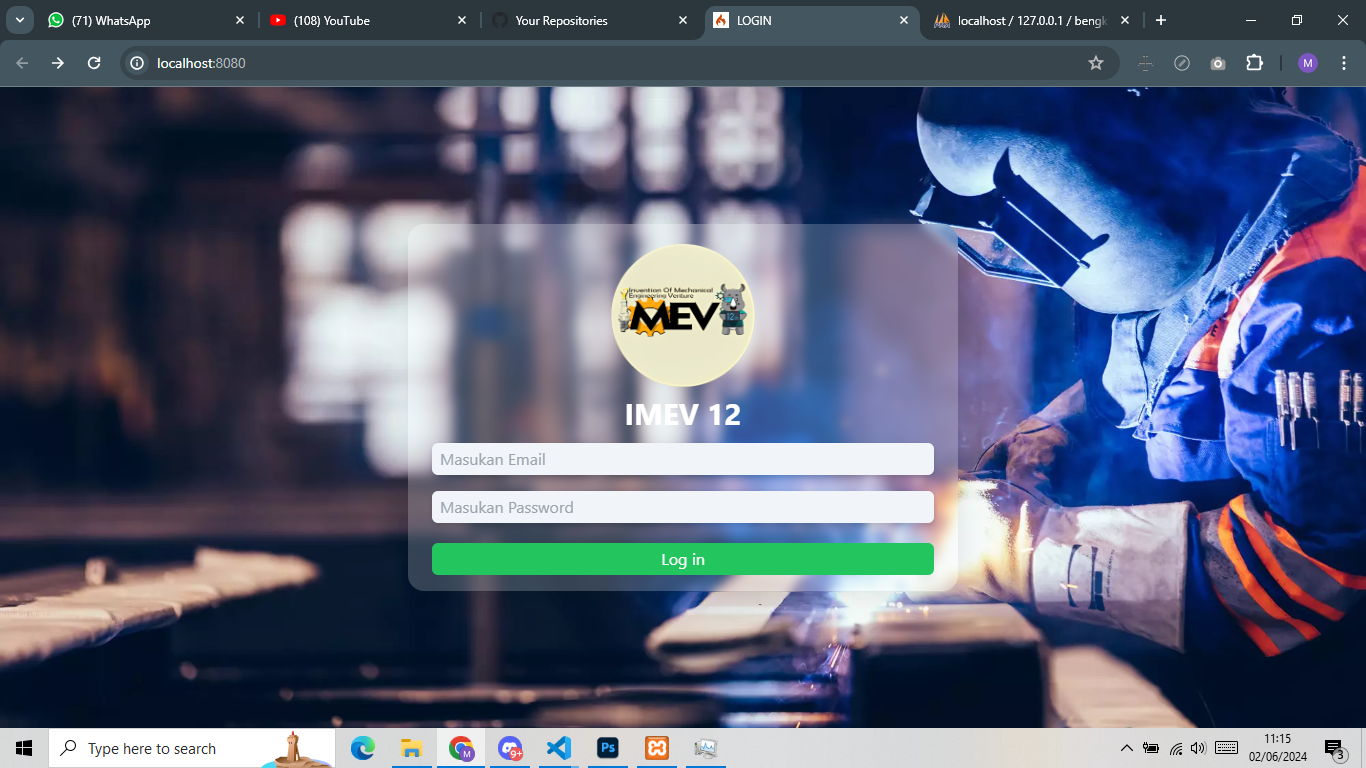 (71) WhatsApp
(108) YouTube
Your Repositories
LOGIN
localhost / 127.0.0.1 / bengk
localhost:8080
M
Invention Of Mechanical
Engineering Venture
MEV
12
IMEV 12
Masukan Email
Masukan Password
Log in
Type here to search
M
9+
Ps
11:15
02/06/2024
3